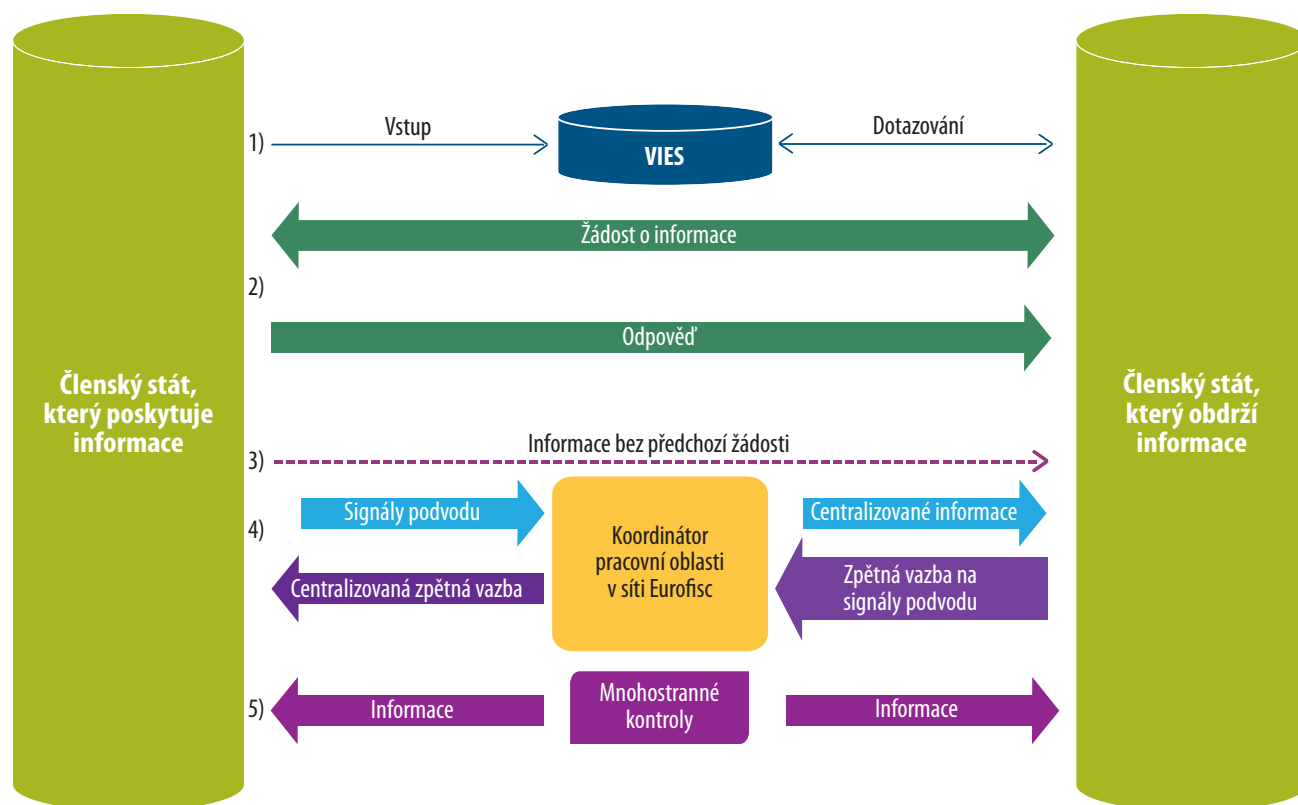 1)
Vstup
VIES
Dotazování
Žádost o informace
2)
Odpověď
Členský stát,
který poskytuje
informace
Členský stát,
který obdrží
informace
3)
Informace bez předchozí žádosti
4)
Signály podvodu
Koordinátor
pracovní oblasti
v síti Eurofisc
Centralizované informace
Centralizovaná zpětná vazba
Zpětná vazba na
signály podvodu
5)
Informace
Mnohostranné
kontroly
Informace